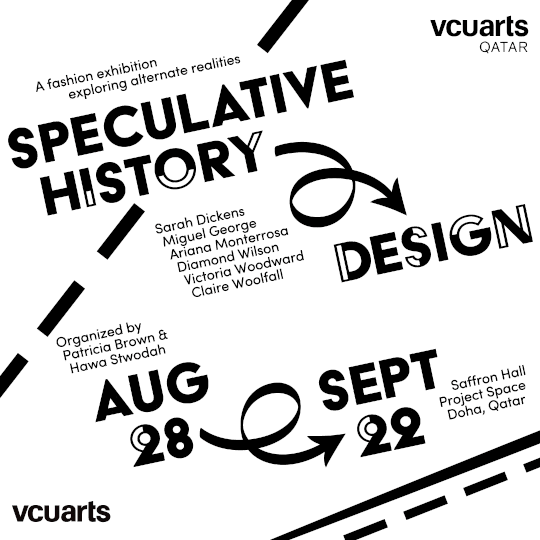 vcuarts
QATAR
A fashion exhibition
exploring alternate realities
SPECULATIVE
HISTORY
DESIGN
Sarah Dickens
Miguel George
Ariana Monterrosa
Diamond Wilson
Victoria Woodward
Claire Woolfall
Organized by
Patricia Brown &
Hawa Stwodah
AUG
28
SEPT
22
Saffron Hall
Project Space
Doha, Qatar
vcuarts